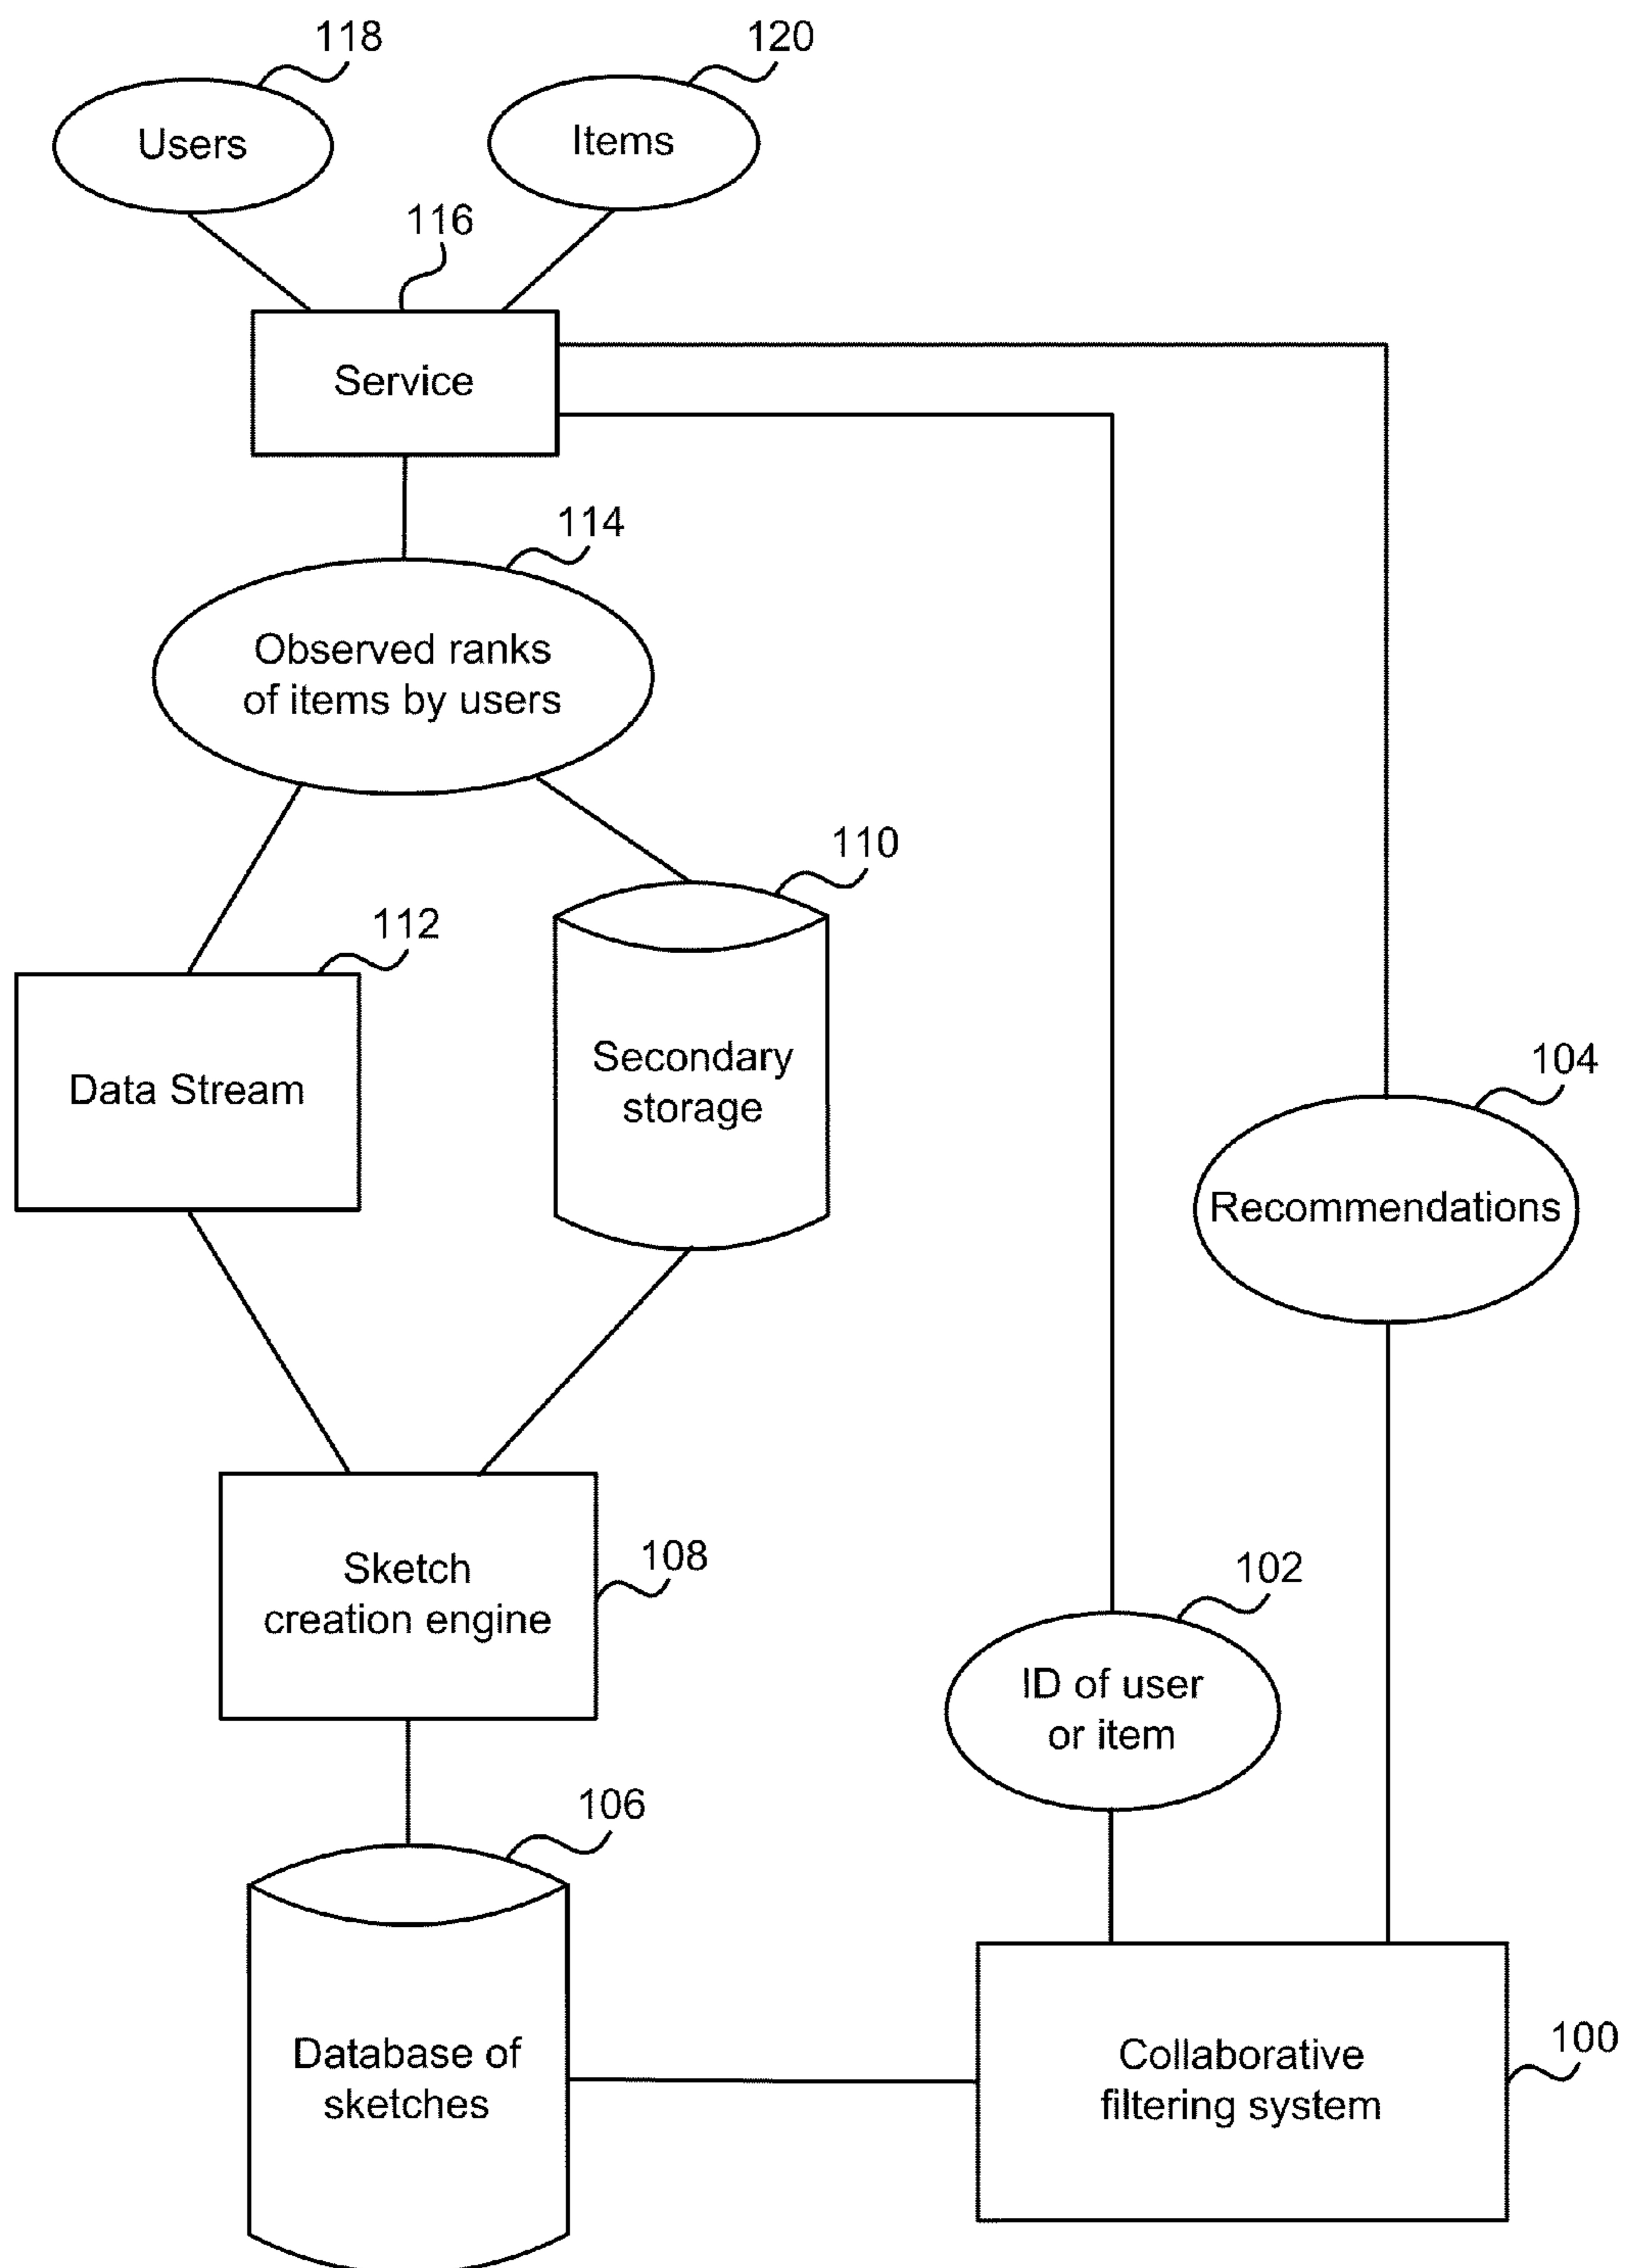 118
120
Users
Items
116
Service
114
Observed ranks
of items by users
110
112
Data Stream
Secondary
storage
104
Recommendations
108
Sketch
creation engine
102
ID of user
or item
106
Database of
sketches
100
Collaborative
filtering system